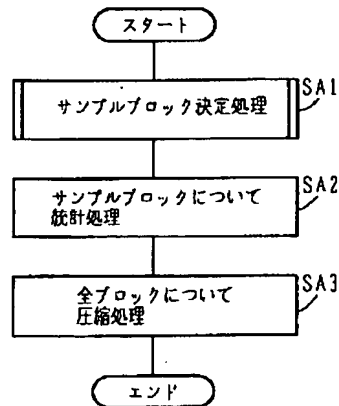 スタート
SA1
サンプルブロック決定処理
SA2
サンプルブロックについて
統計処理
SA3
全ブロックについて
圧縮処理
エンド